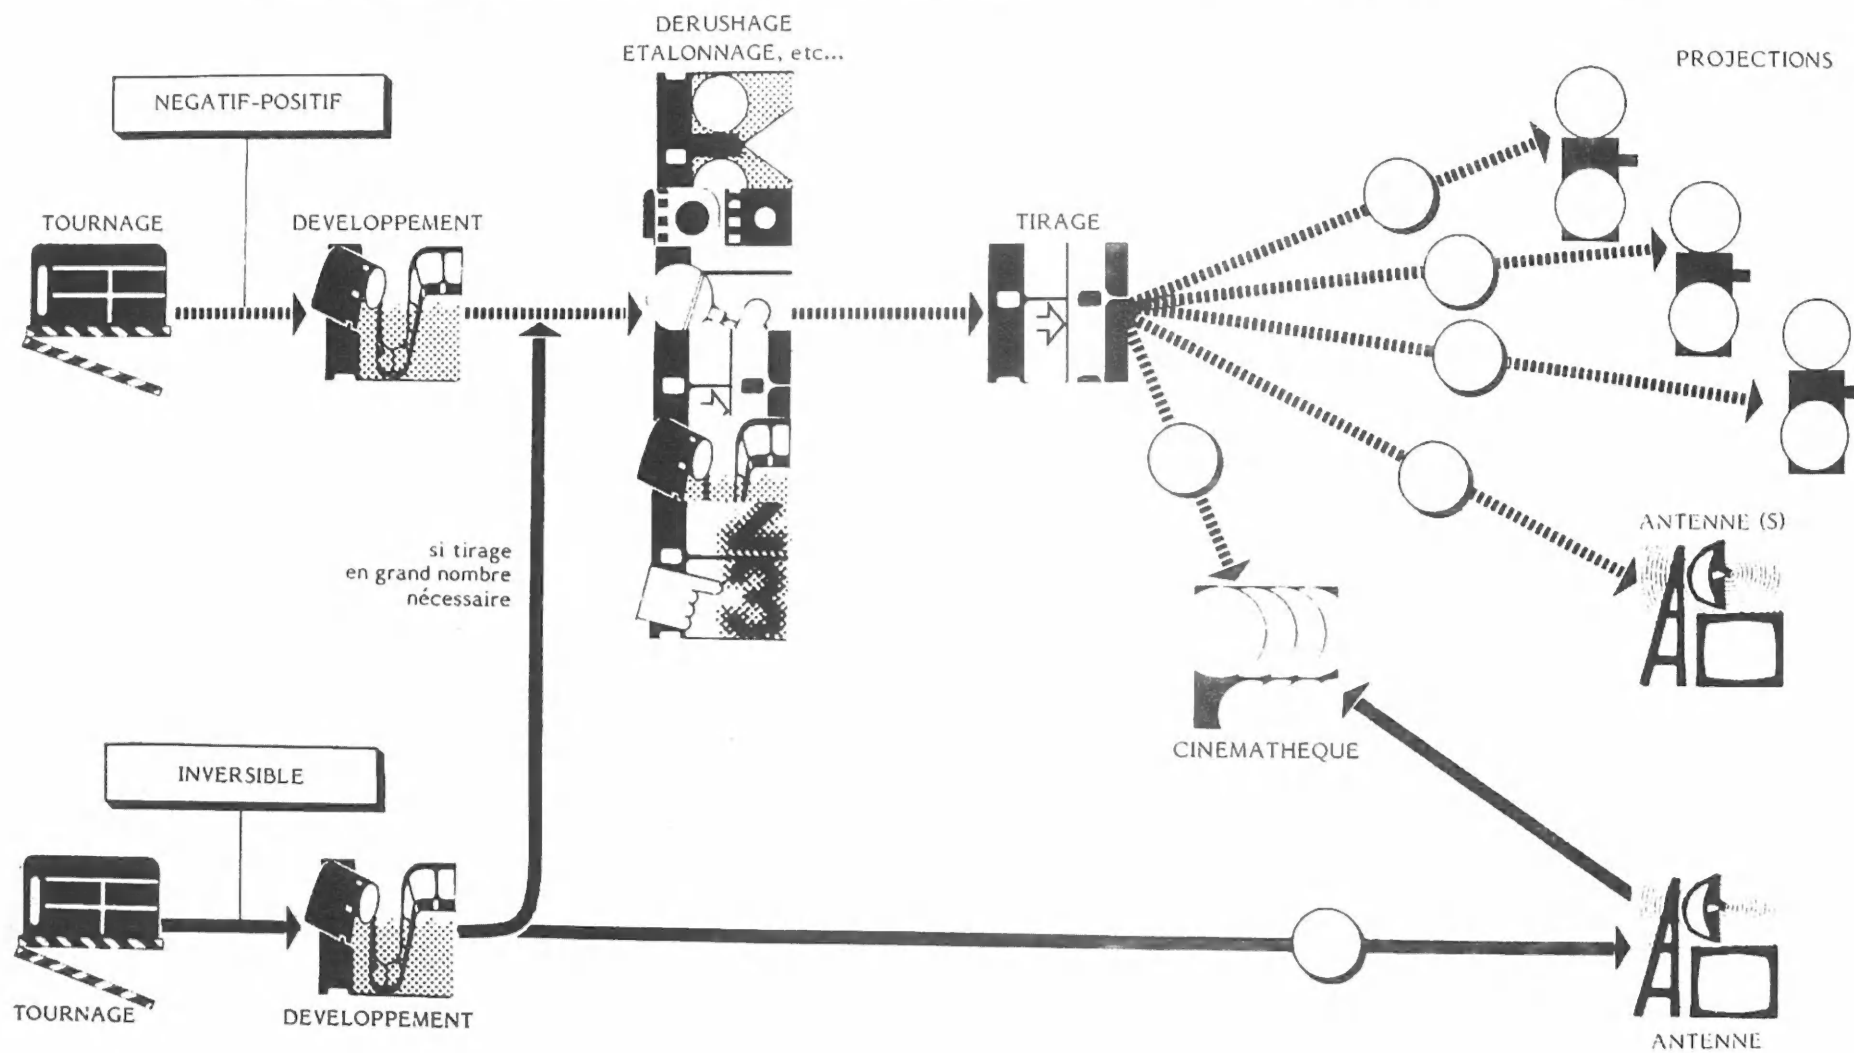 DERUSHAGE
ETALONNAGE, etc...
PROJECTIONS
NEGATIF-POSITIF
TOURNAGE
DEVELOPPEMENT
TIRAGE
ANTENNE (S)
si tirage
en grand nombre
nécessaire
CINEMATHEQUE
INVERSIBLE
TOURNAGE
DEVELOPPEMENT
ANTENNE